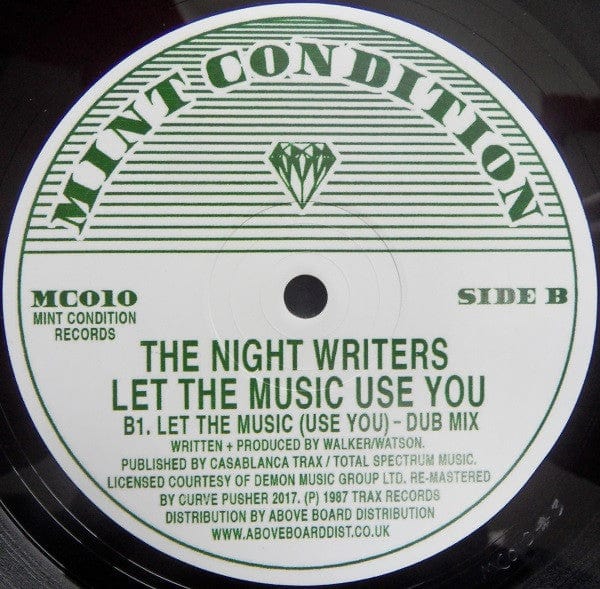 MINT CONDITION
MC010
MINT CONDITION
RECORDS
SIDE B
THE NIGHT WRITERS
LET THE MUSIC USE YOU
B1. LET THE MUSIC (USE YOU) - DUB MIX
WRITTEN + PRODUCED BY WALKER/WATSON.
PUBLISHED BY CASABLANCA TRAX / TOTAL SPECTRUM MUSIC.
LICENSED COURTESY OF DEMON MUSIC GROUP LTD. RE-MASTERED
BY CURVE PUSHER 2017. (P) 1987 TRAX RECORDS
DISTRIBUTION BY ABOVE BOARD DISTRIBUTION
WWW.ABOVEBOARDDIST.CO.UK